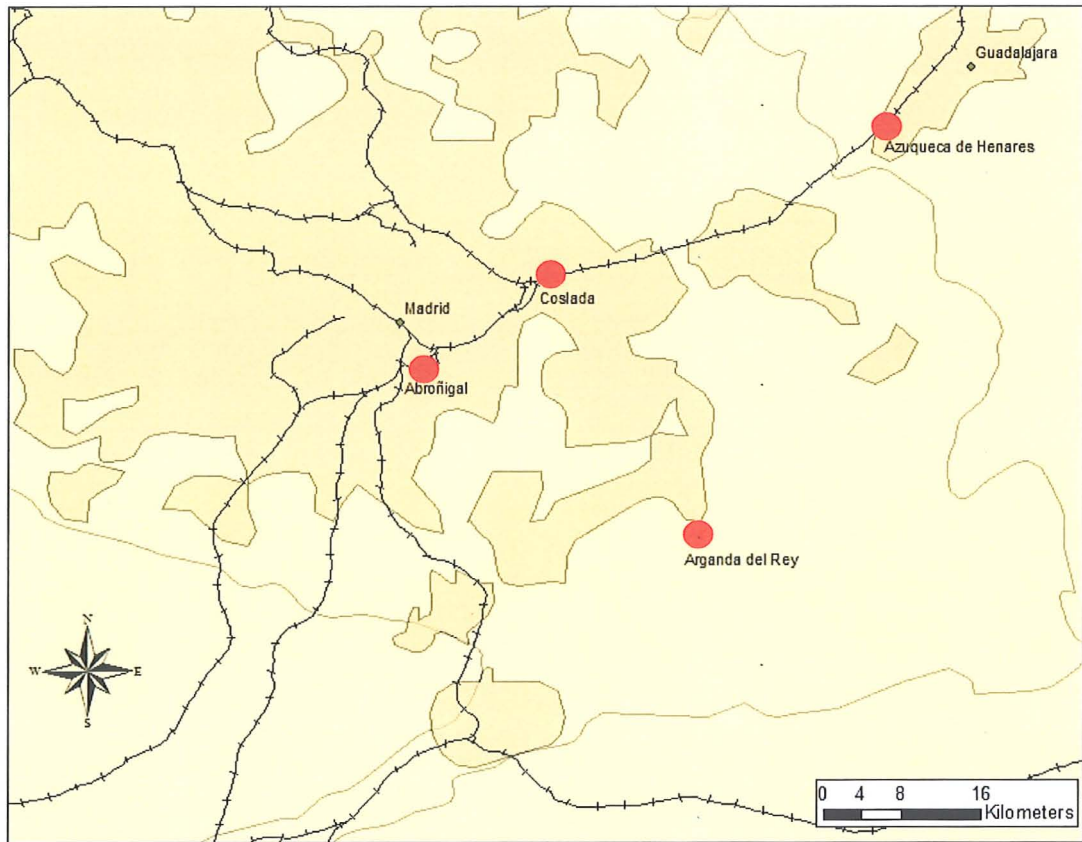 Guadalajara
Azuqueca de Henares
Coslada
Madrid
Abroñigal
Arganda del Rey
N
W E
S
0 4 8 16
Kilometers